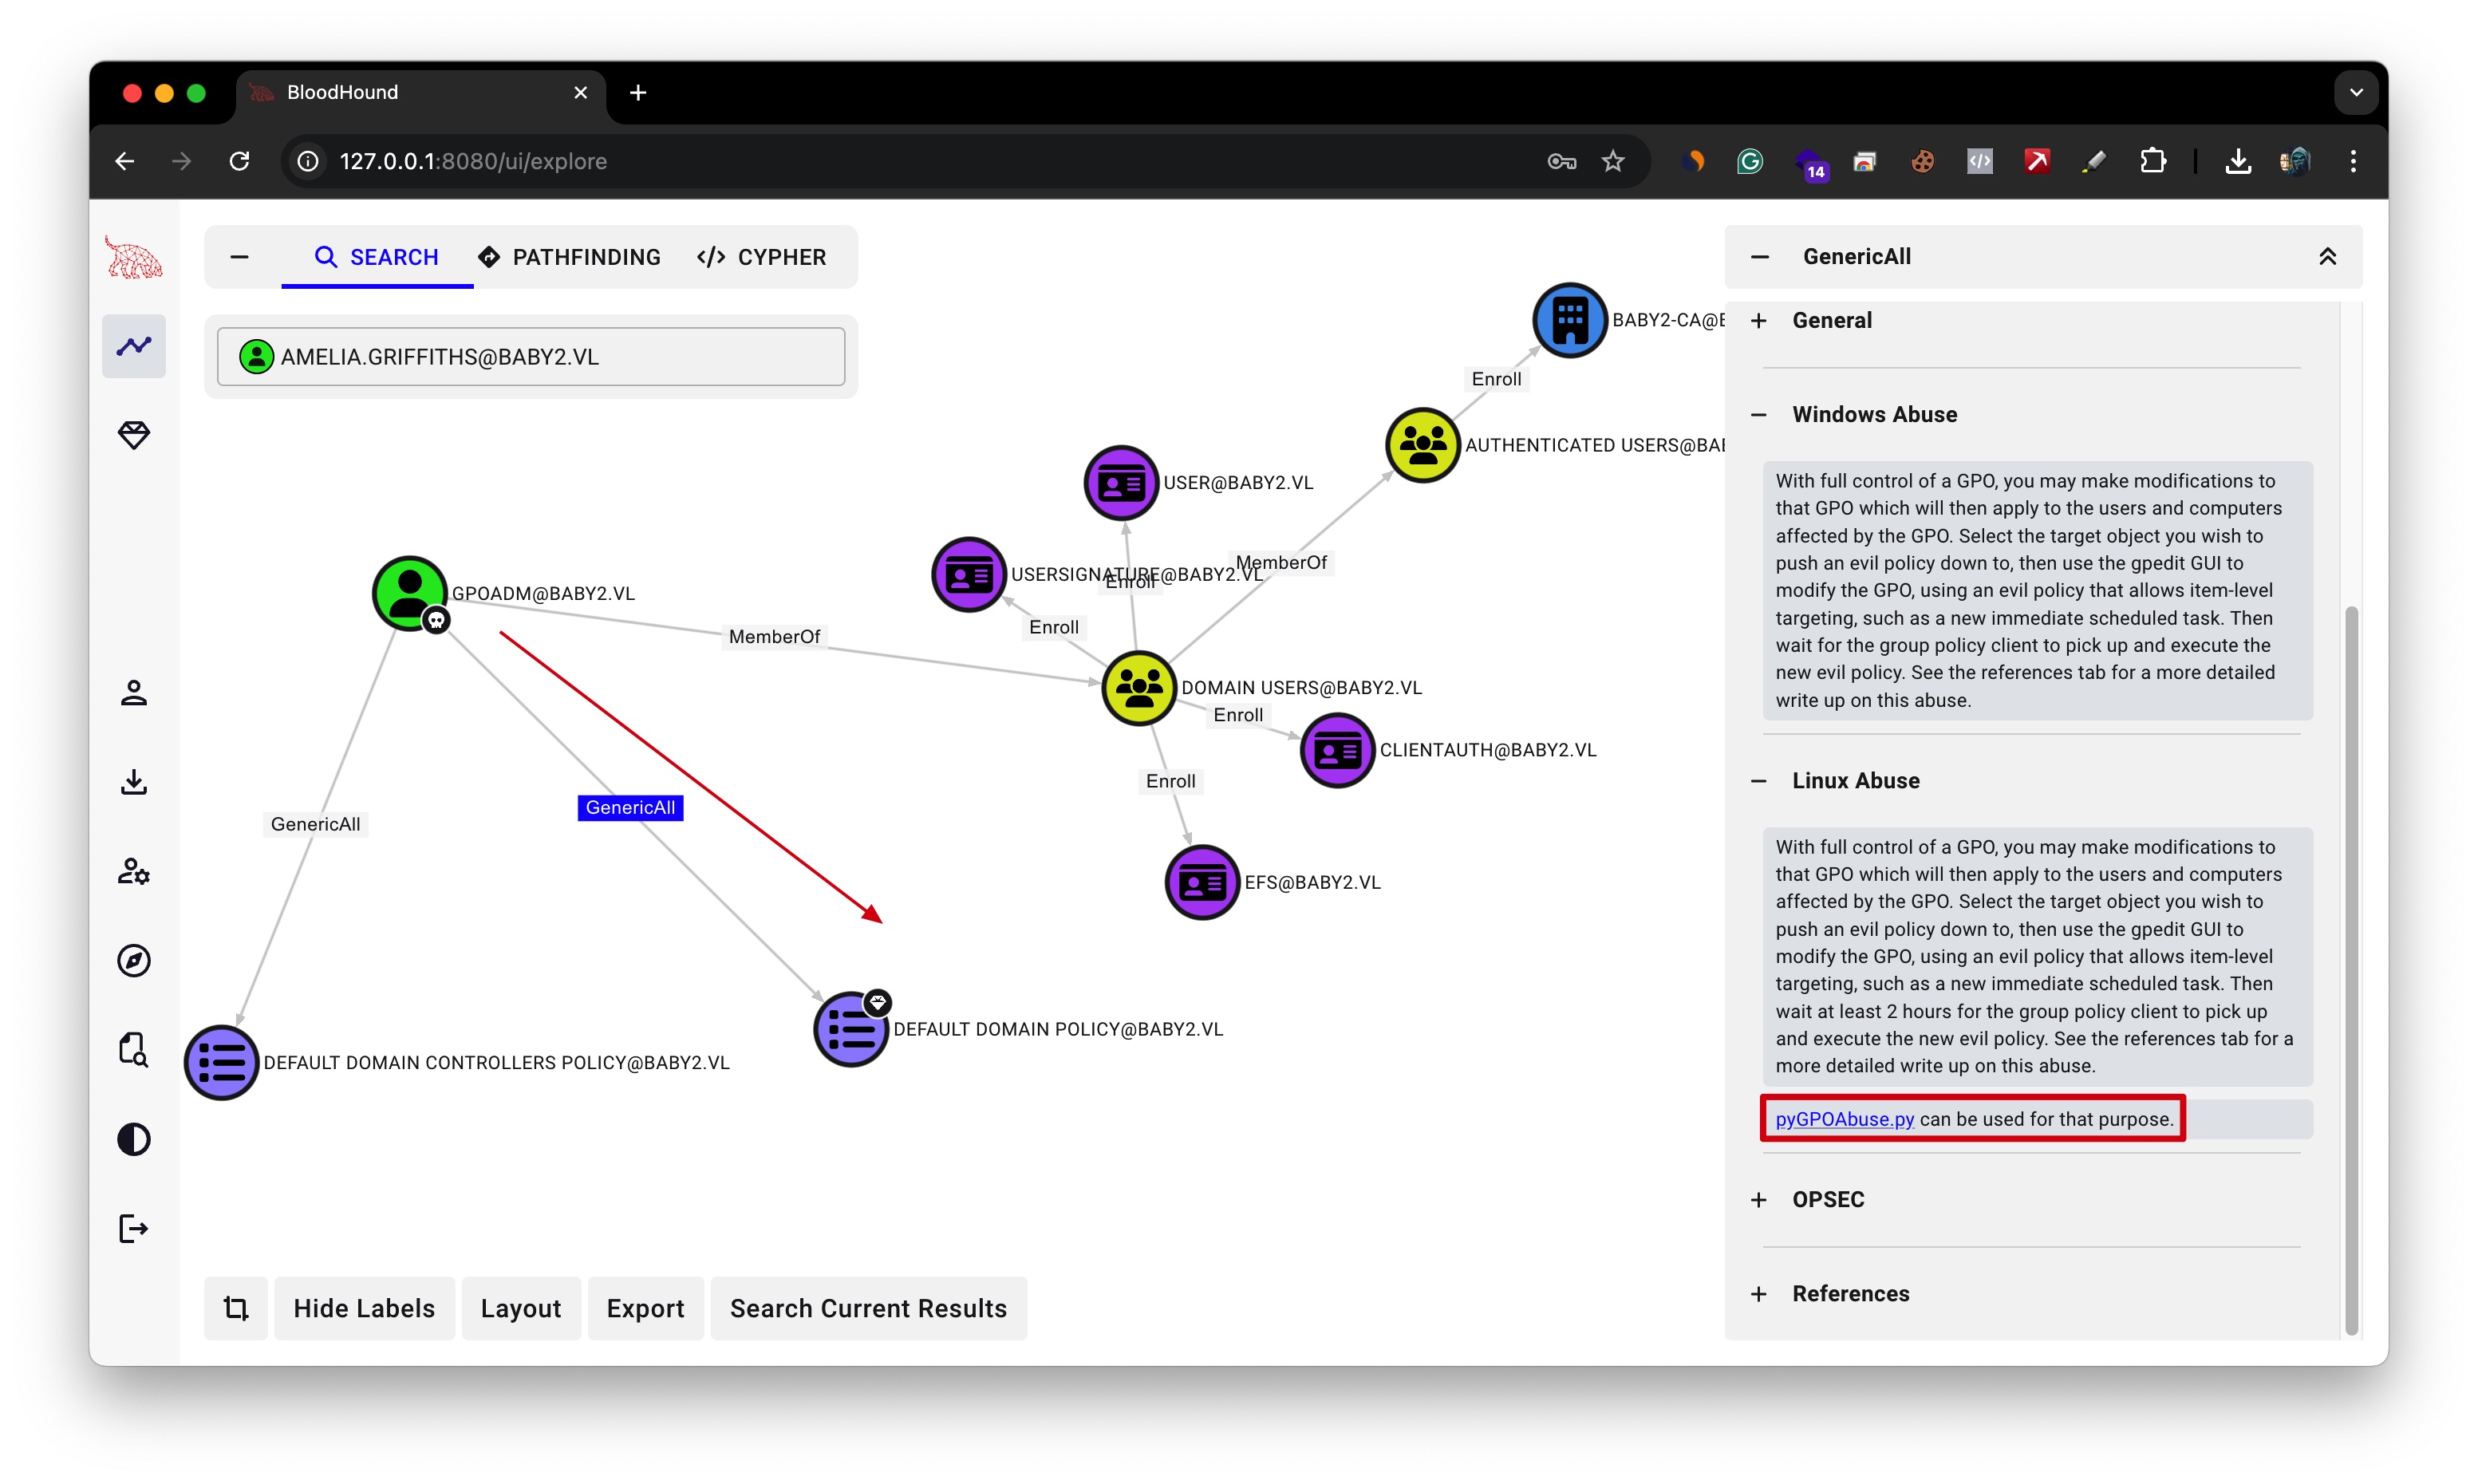 BloodHound
14
127.0.0.1:8080/ui/explore
SEARCH
PATHFINDING
</> CYPHER
AMELIA.GRIFFITHS@BABY2.VL
BABY2-CA@
Enroll
AUTHENTICATED USERS@BA
USER@BABY2.VL
MemberOf
USERSIGNATURE@BABY2.VL
Enroll
GPOADM@BABY2.VL
Enroll
MemberOf
DOMAIN USERS@BABY2.VL
Enroll
CLIENTAUTH@BABY2.VL
Enroll
GenericAll
GenericAll
EFS@BABY2.VL
DEFAULT DOMAIN POLICY@BABY2.VL
DEFAULT DOMAIN CONTROLLERS POLICY@BABY2.VL
Hide Labels
Layout
Export
Search Current Results
GenericAll
General
Windows Abuse
With full control of a GPO, you may make modifications to
that GPO which will then apply to the users and computers
affected by the GPO. Select the target object you wish to
push an evil policy down to, then use the gpedit GUI to
modify the GPO, using an evil policy that allows item-level
targeting, such as a new immediate scheduled task. Then
wait for the group policy client to pick up and execute the
new evil policy. See the references tab for a more detailed
write up on this abuse.
Linux Abuse
With full control of a GPO, you may make modifications to
that GPO which will then apply to the users and computers
affected by the GPO. Select the target object you wish to
push an evil policy down to, then use the gpedit GUI to
modify the GPO, using an evil policy that allows item-level
targeting, such as a new immediate scheduled task. Then
wait at least 2 hours for the group policy client to pick up
and execute the new evil policy. See the references tab for a
more detailed write up on this abuse.
pyGPOAbuse.py can be used for that purpose.
OPSEC
References